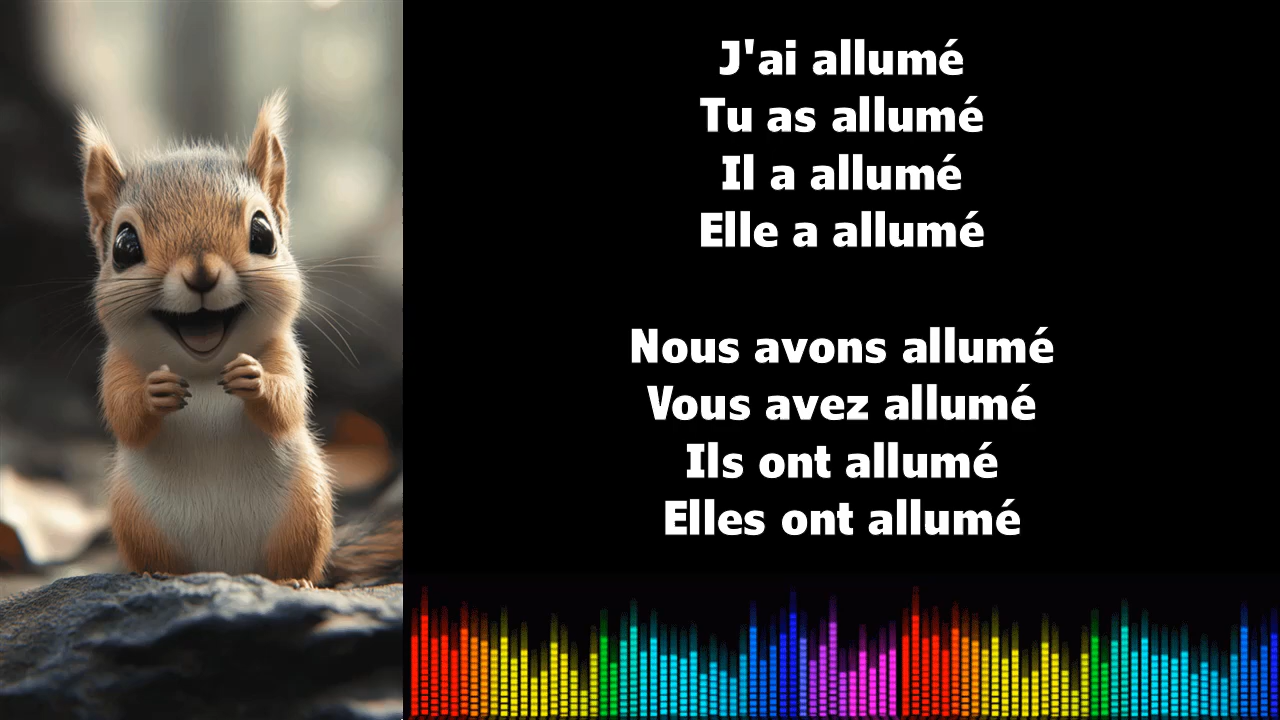 J'ai allumé
Tu as allumé
Il a allumé
Elle a allumé
Nous avons allumé
Vous avez allumé
Ils ont allumé
Elles ont allumé